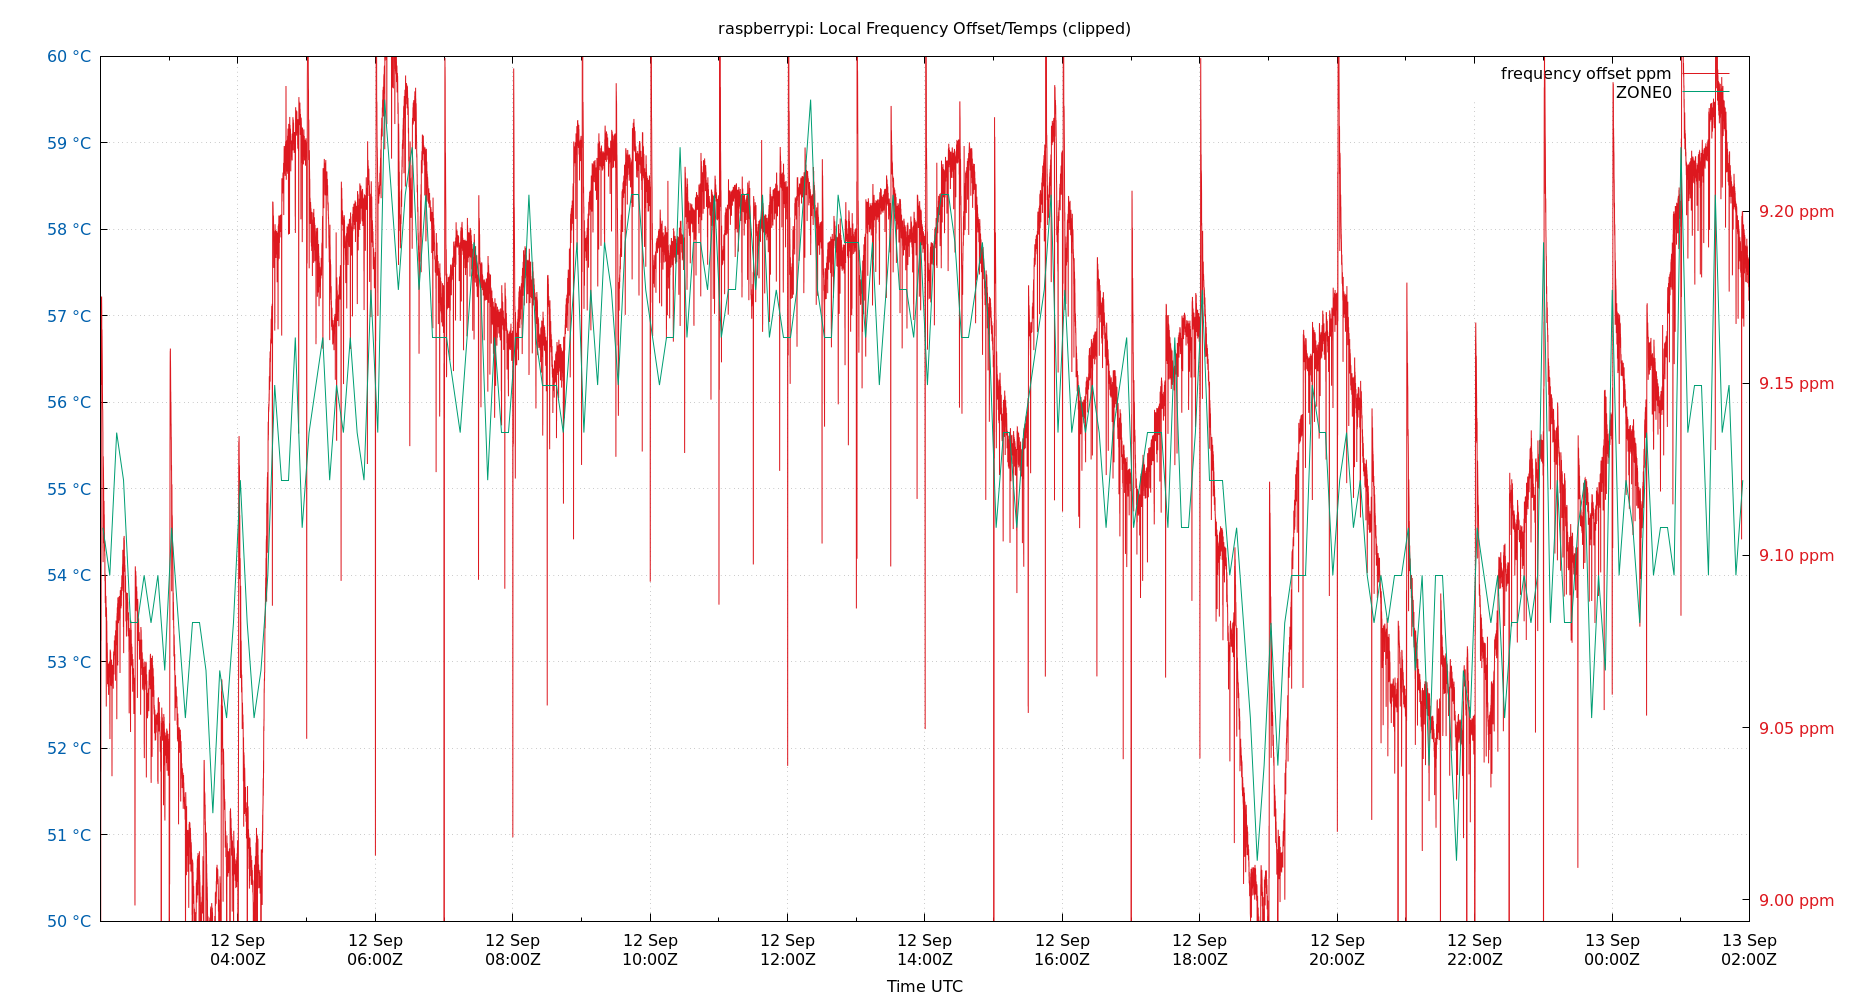 raspberrypi: Local Frequency Offset/Temps (clipped)
60 °C
59 °C
58 °C
57 °C
56 °C
55 °C
54 °C
53 °C
52 °C
51 °C
50 °C
frequency offset ppm
ZONE0
9.20 ppm
9.15 ppm
9.10 ppm
9.05 ppm
9.00 ppm
12 Sep 12 Sep 12 Sep 12 Sep 12 Sep 12 Sep 12 Sep 12 Sep 12 Sep 12 Sep 13 Sep 13 Sep
04:00Z 06:00Z 08:00Z 10:00Z 12:00Z 14:00Z 16:00Z 18:00Z 20:00Z 22:00Z 00:00Z 02:00Z
Time UTC